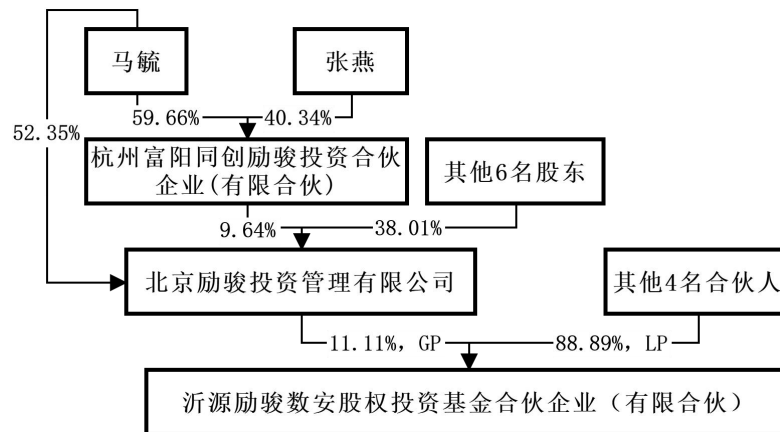 马毓
张燕
59.66%
40.34%
52.35%
杭州富阳同创励骏投资合伙
企业(有限合伙)
其他6名股东
9.64%
38.01%
北京励骏投资管理有限公司
其他4名合伙人
11.11%, GP
88.89%, LP
沂源励骏数安股权投资基金合伙企业（有限合伙）